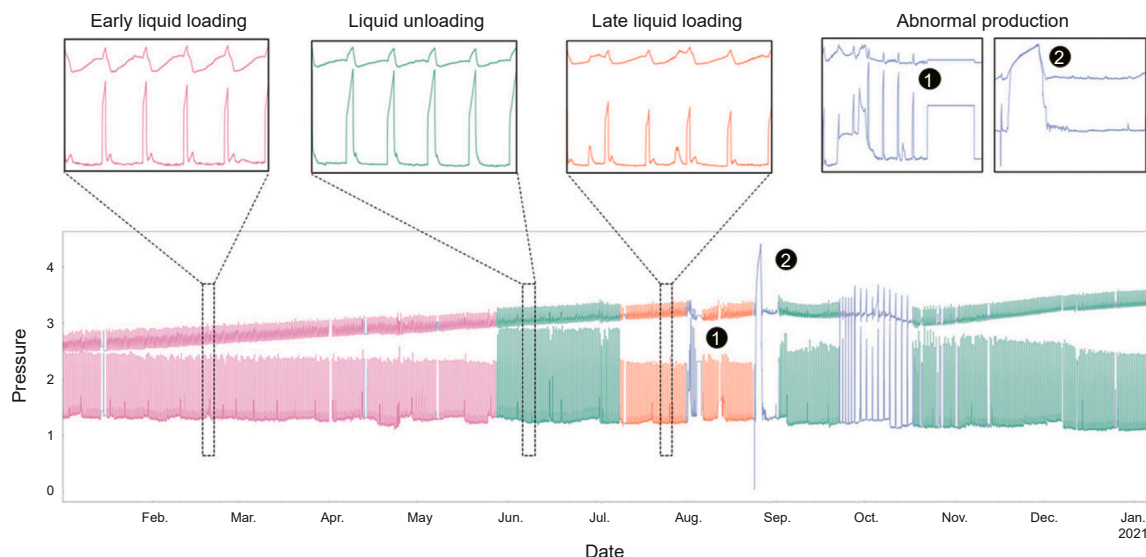 Early liquid loading
Liquid unloading
Late liquid loading
Abnormal production
1
2
Pressure
4
3
2
1
0
2
1
Feb.
Mar.
Apr.
May
Jun.
Jul.
Aug.
Sep.
Oct.
Nov.
Dec.
Jan.
2021
Date